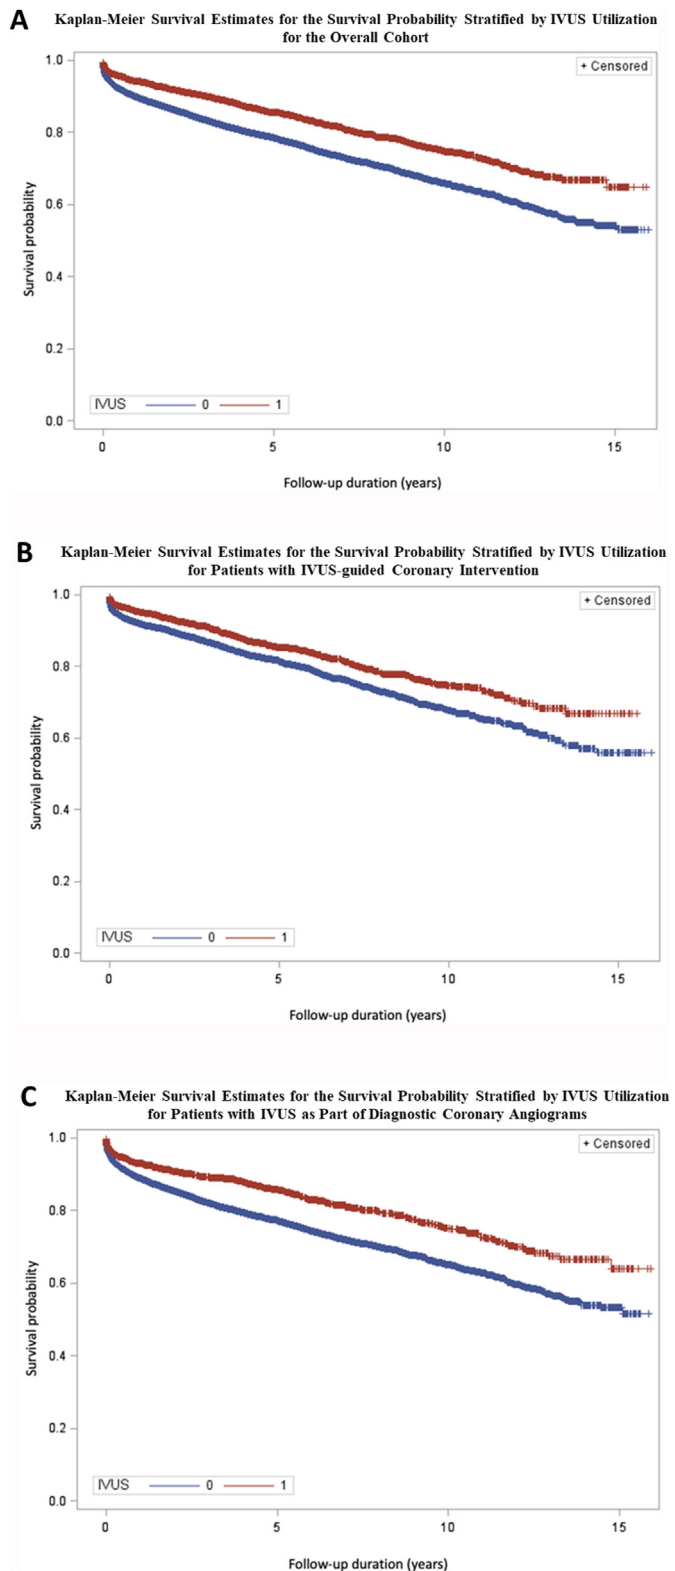 A
Kaplan-Meier Survival Estimates for the Survival Probability Stratified by IVUS Utilization
for the Overall Cohort
+ Censored
1.0
0.8
0.6
0.4
0.2
0.0
Survival probability
IVUS 0 1
0 5 10 15
Follow-up duration (years)
B
Kaplan-Meier Survival Estimates for the Survival Probability Stratified by IVUS Utilization
for Patients with IVUS-guided Coronary Intervention
+ Censored
1.0
0.8
0.6
0.4
0.2
0.0
Survival probability
IVUS 0 1
0 5 10 15
Follow-up duration (years)
C
Kaplan-Meier Survival Estimates for the Survival Probability Stratified by IVUS Utilization
for Patients with IVUS as Part of Diagnostic Coronary Angiograms
+ Censored
1.0
0.8
0.6
0.4
0.2
0.0
Survival probability
IVUS 0 1
0 5 10 15
Follow-up duration (years)